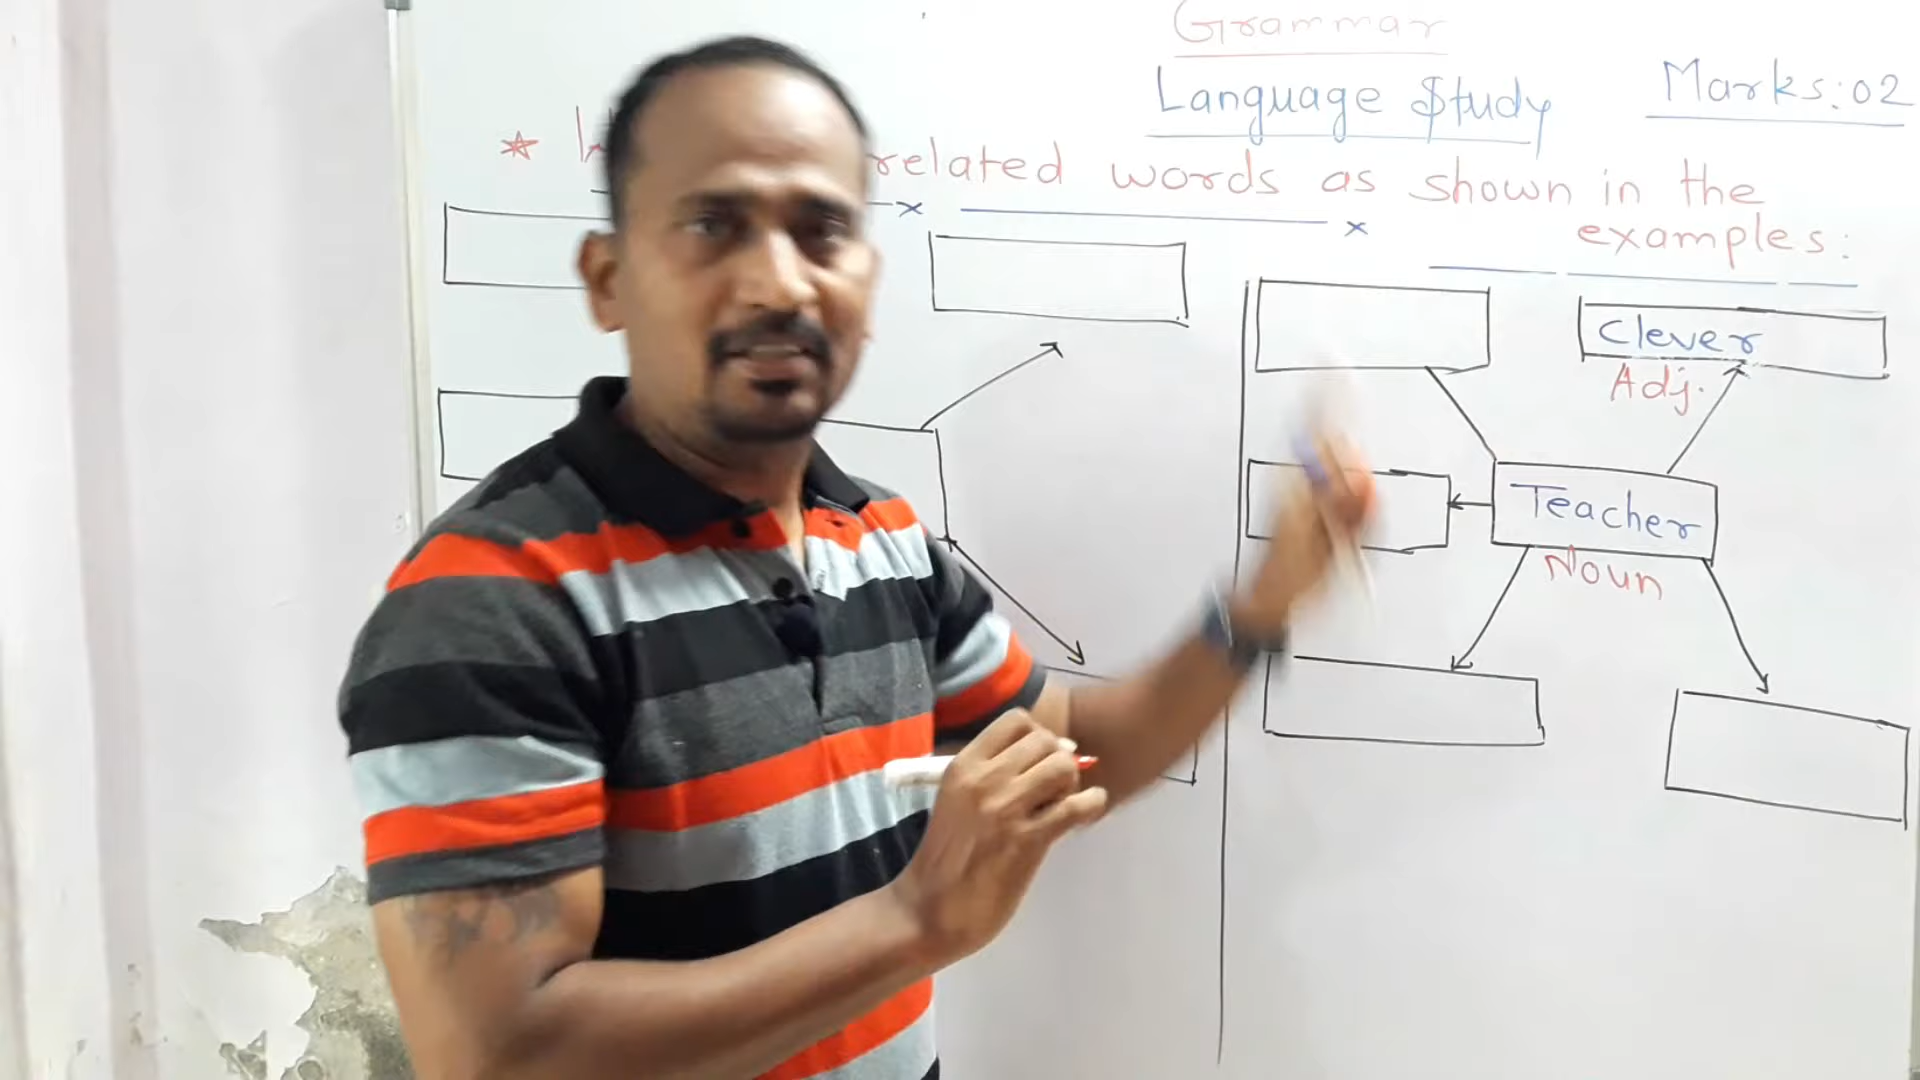 Grammar
Language Study
Marks:02
related words as shown in the
examples:
Clever
Adj.
Teacher
Noun